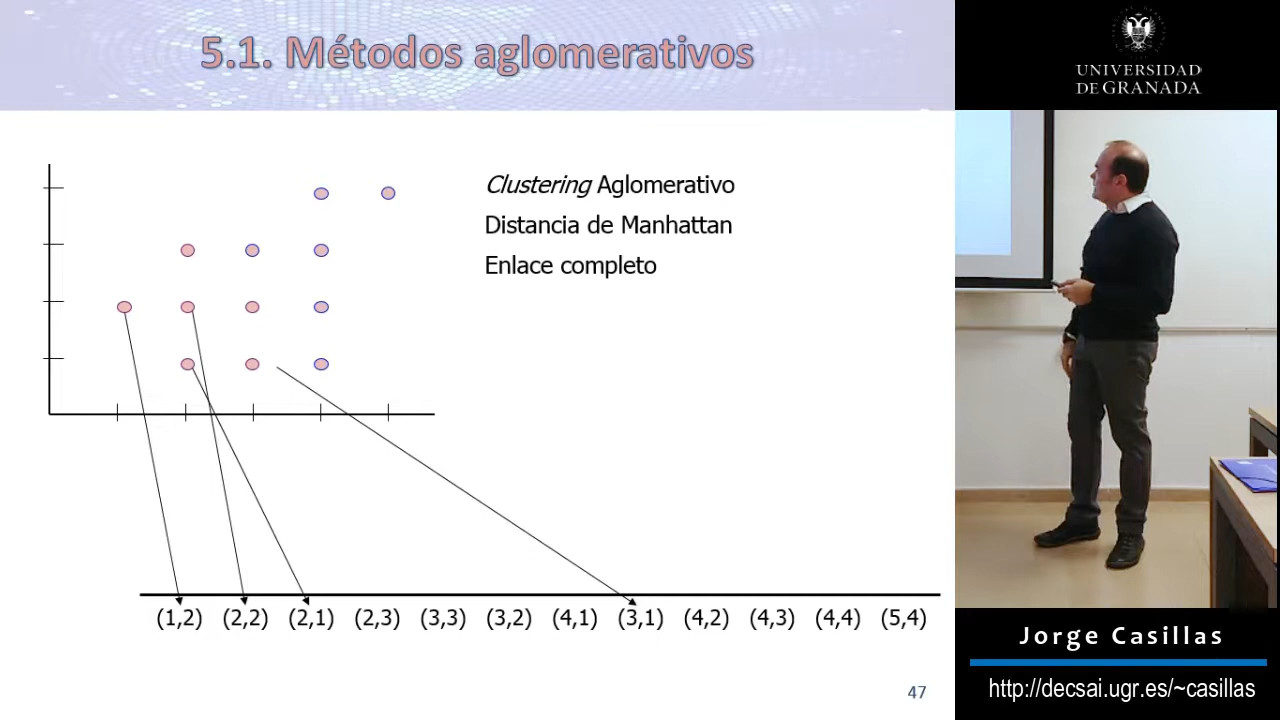 5.1. Métodos aglomerativos
UNIVERSIDAD
DE GRANADA
Clustering Aglomerativo
Distancia de Manhattan
Enlace completo
(1,2) (2,2) (2,1) (2,3) (3,3) (3,2) (4,1) (3,1) (4,2) (4,3) (4,4) (5,4)
47
Jorge Casillas
http://decsai.ugr.es/~casillas